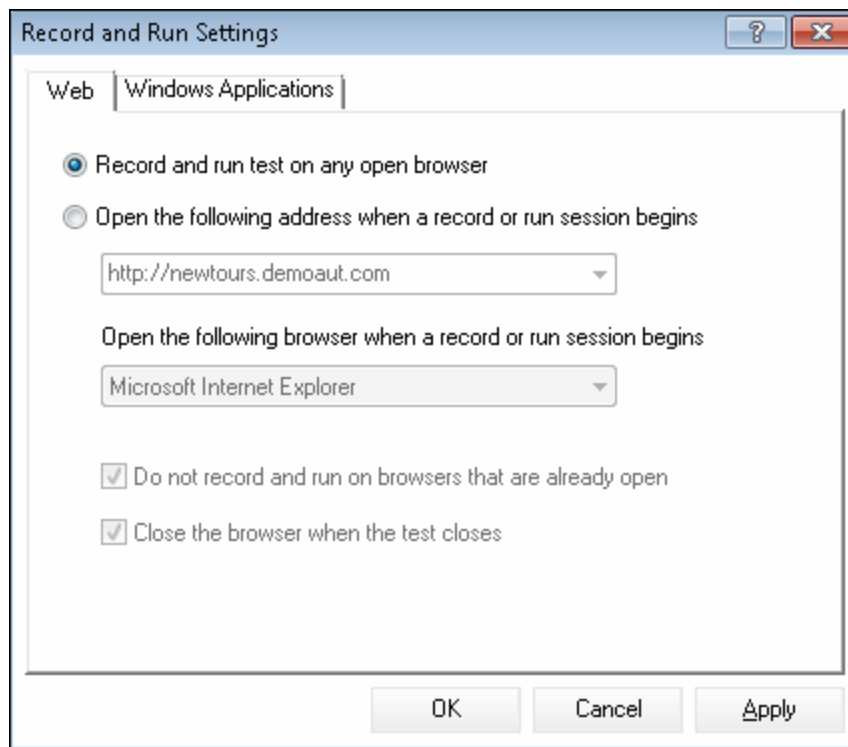 Record and Run Settings
Web
Windows Applications
Record and run test on any open browser
Open the following address when a record or run session begins
http://newtours.demoaut.com
Open the following browser when a record or run session begins
Microsoft Internet Explorer
Do not record and run on browsers that are already open
Close the browser when the test closes
OK
Cancel
Apply